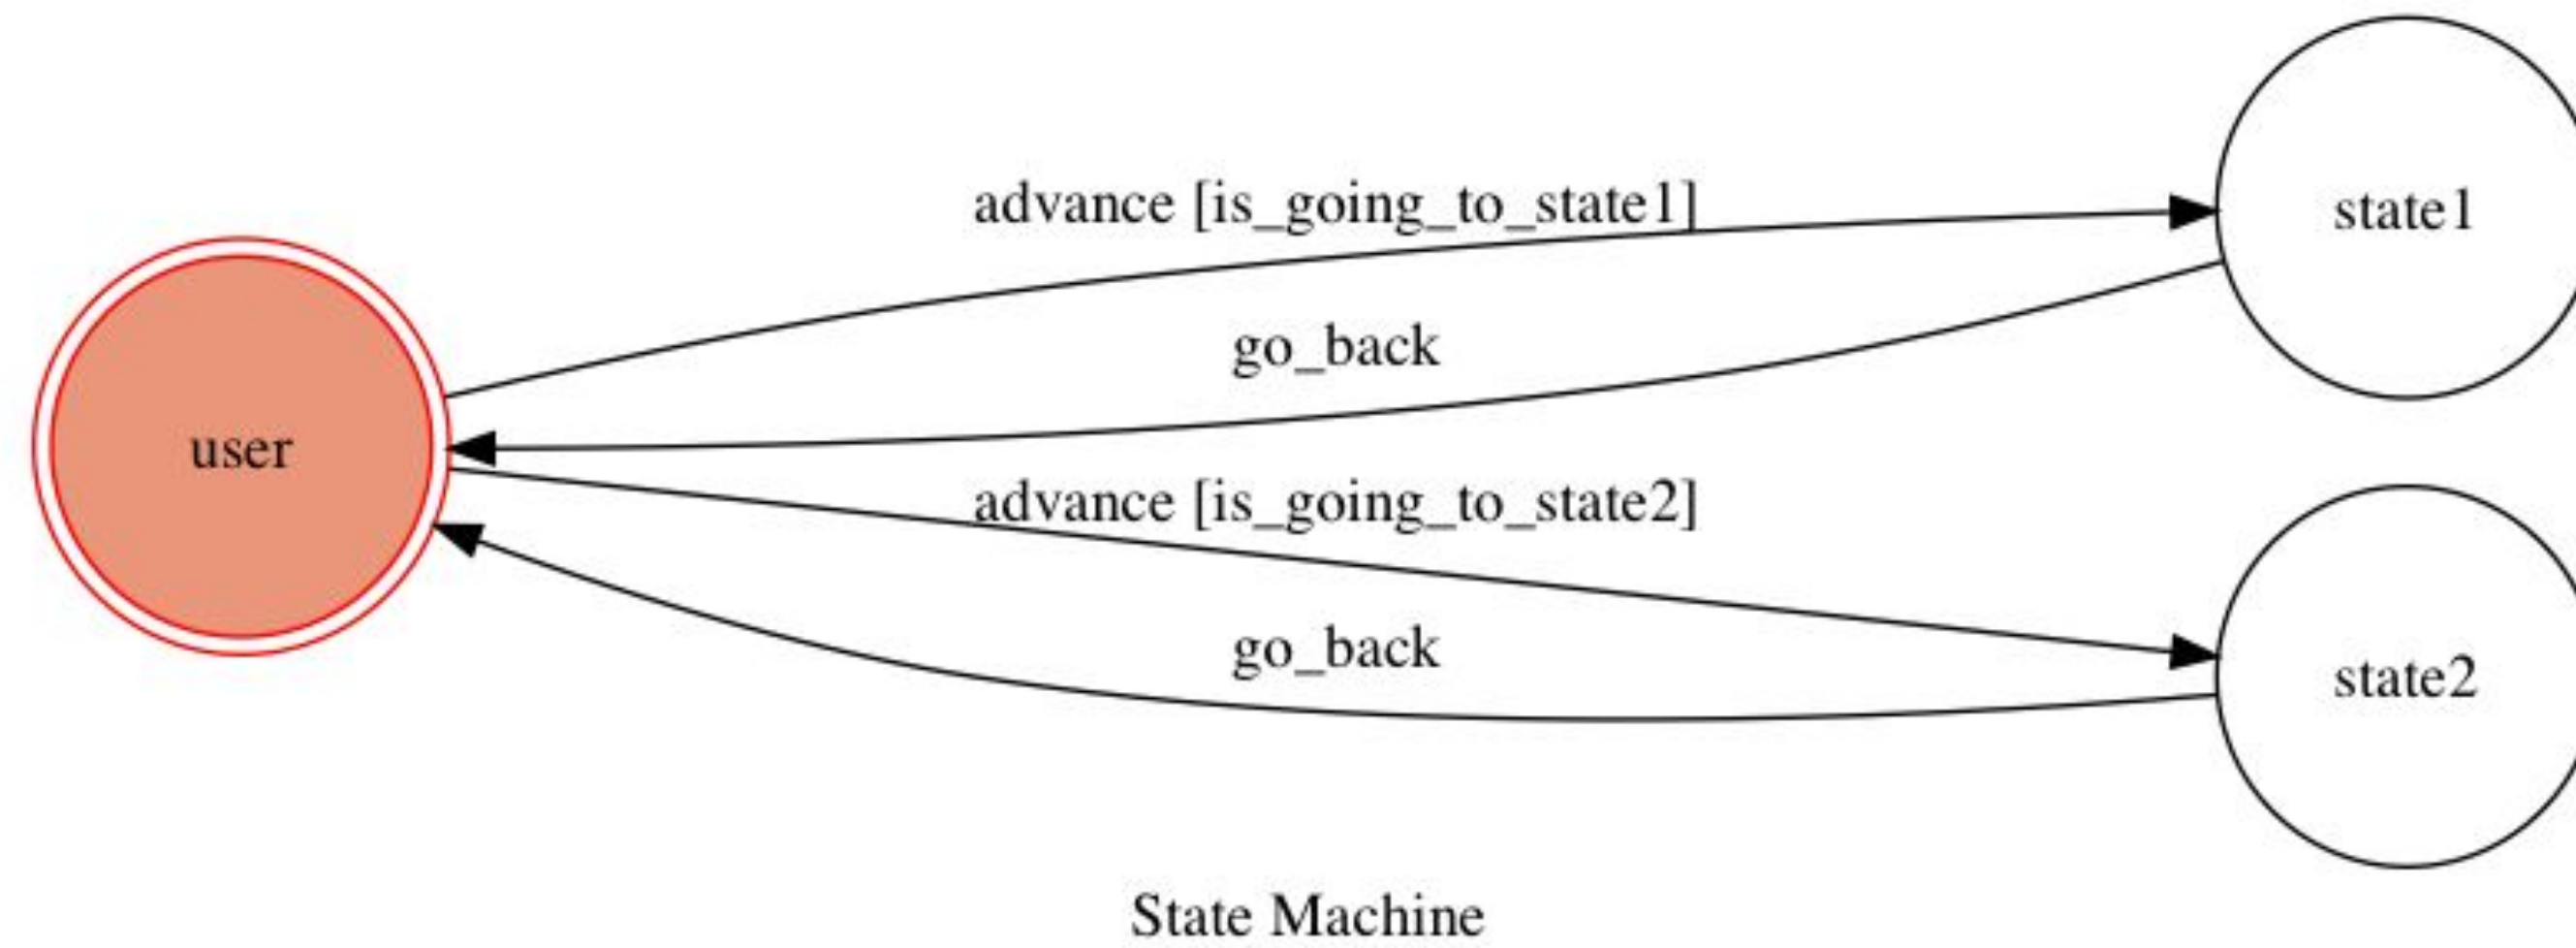 advance [is_going_to_state1]
state1
go_back
user
advance [is_going_to_state2]
go_back
state2
State Machine